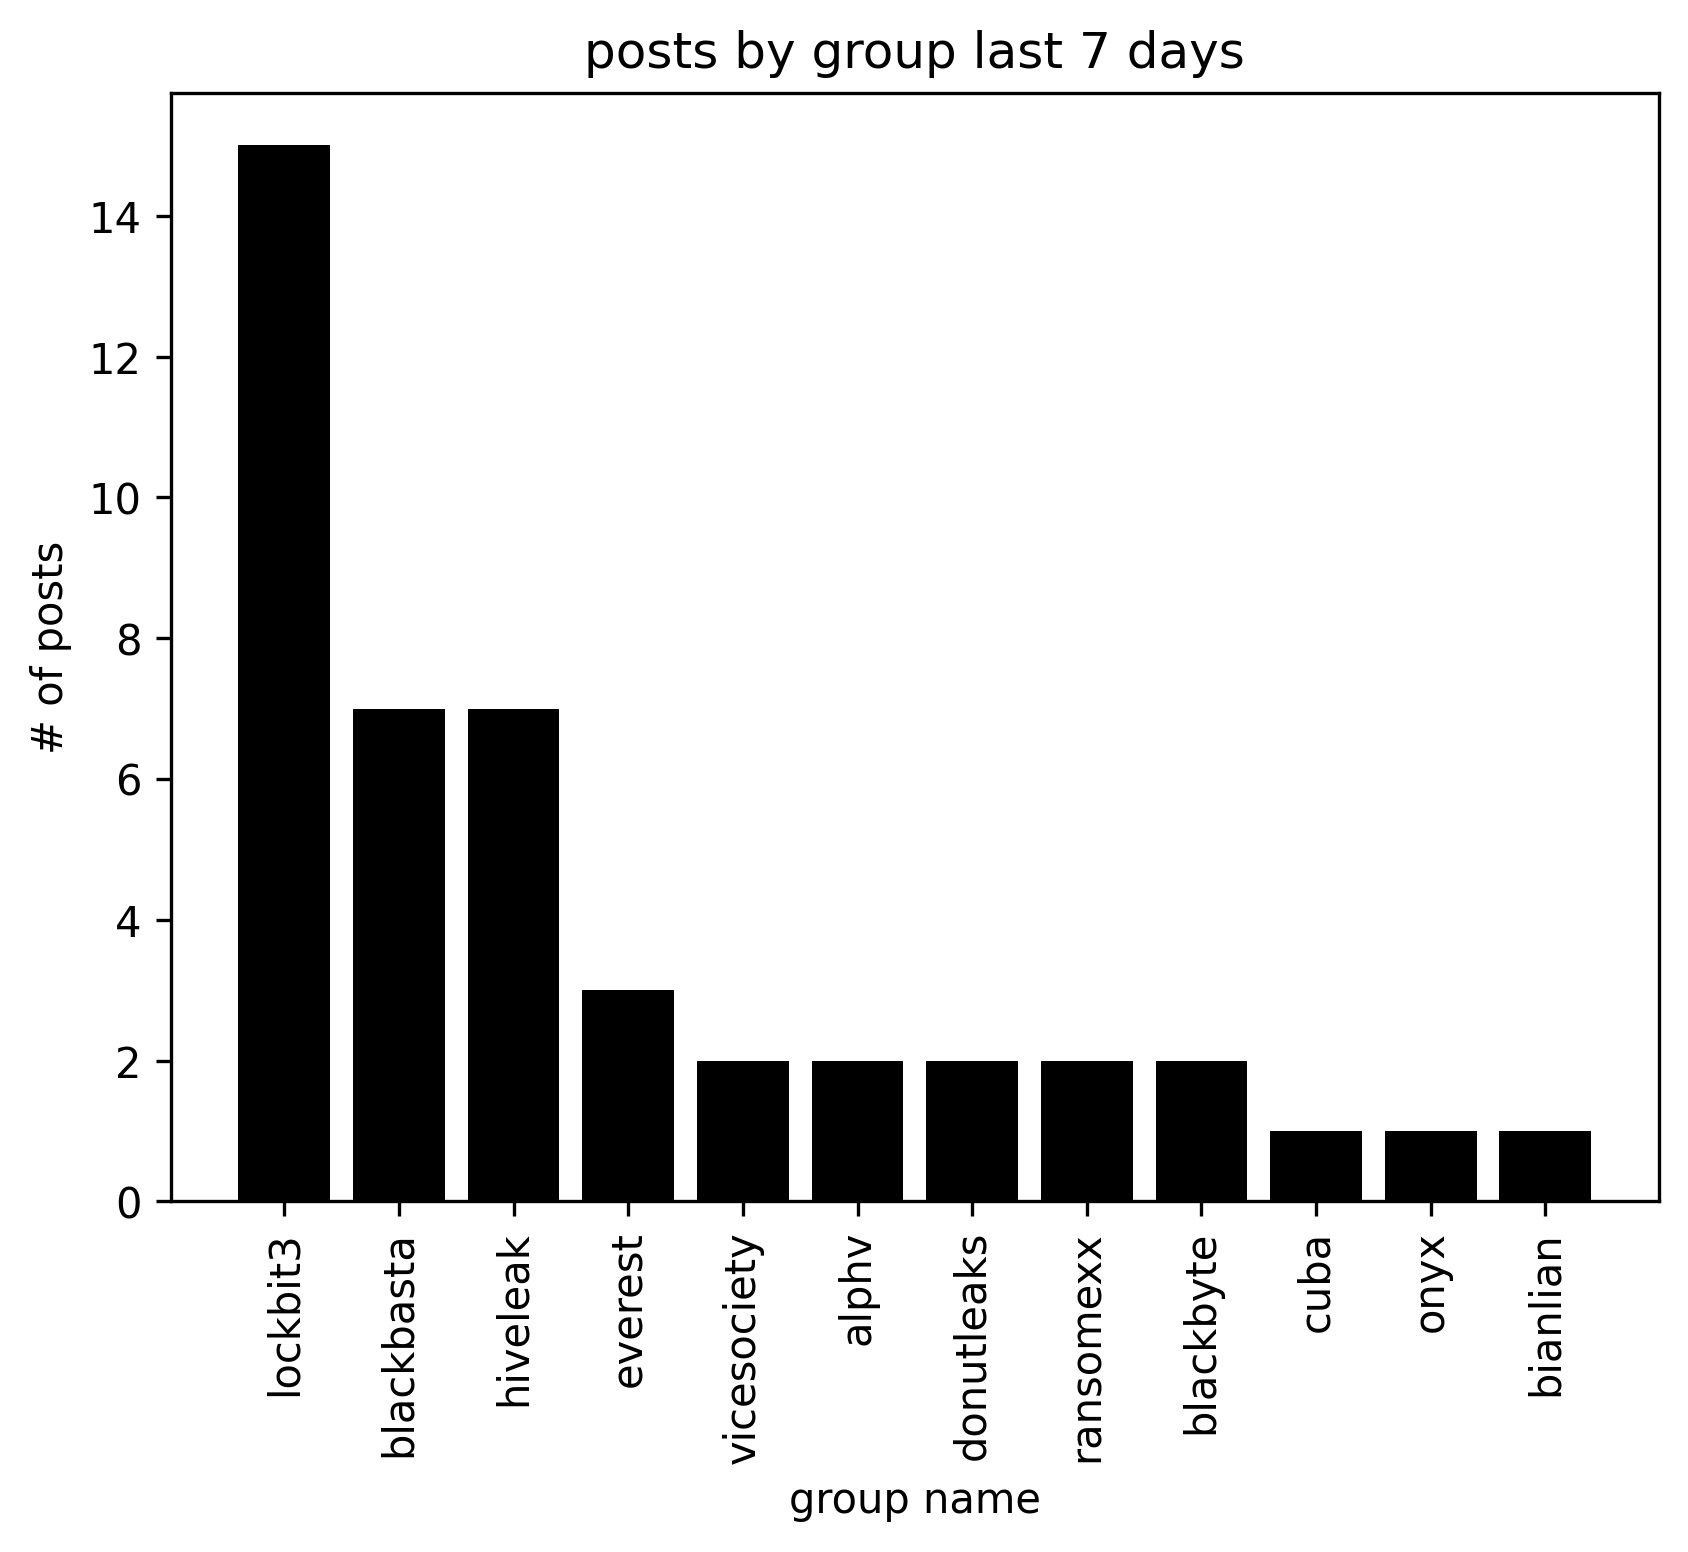 posts by group last 7 days
# of posts
14
12
10
8
6
4
2
0
lockbit3
blackbasta
hiveleak
everest
vicesociety
alphv
donutleaks
ransomexx
blackbyte
cuba
onyx
bianlian
group name